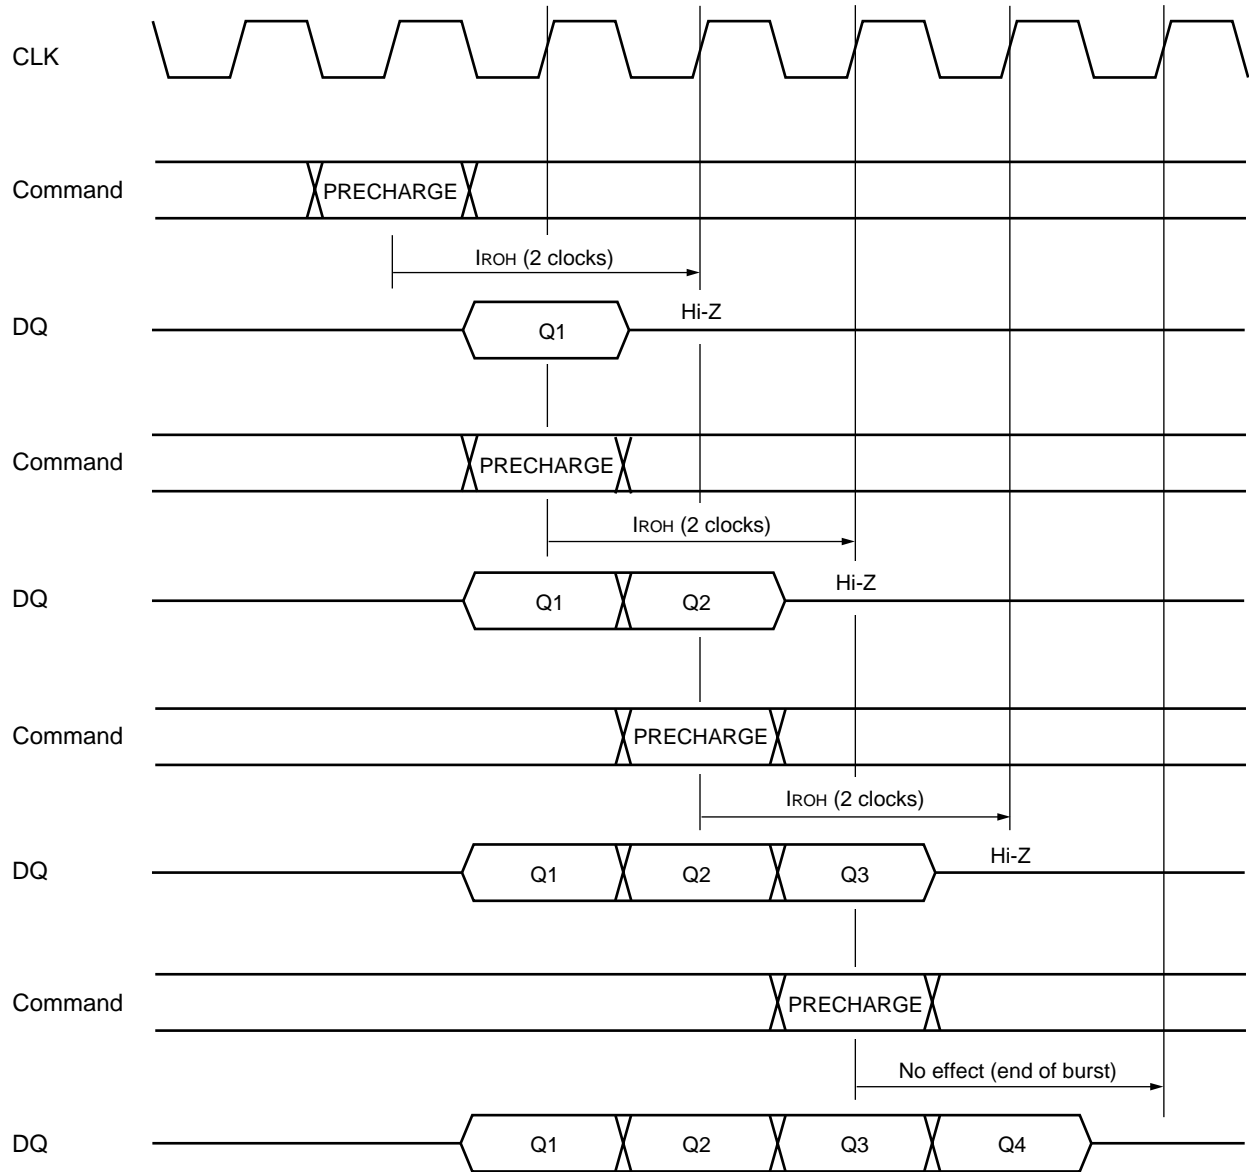 CLK
Command
PRECHARGE
IROH (2 clocks)
DQ
Q1
Hi-Z
Command
PRECHARGE
IROH (2 clocks)
DQ
Q1
Q2
Hi-Z
Command
PRECHARGE
IROH (2 clocks)
DQ
Q1
Q2
Q3
Hi-Z
Command
PRECHARGE
No effect (end of burst)
DQ
Q1
Q2
Q3
Q4